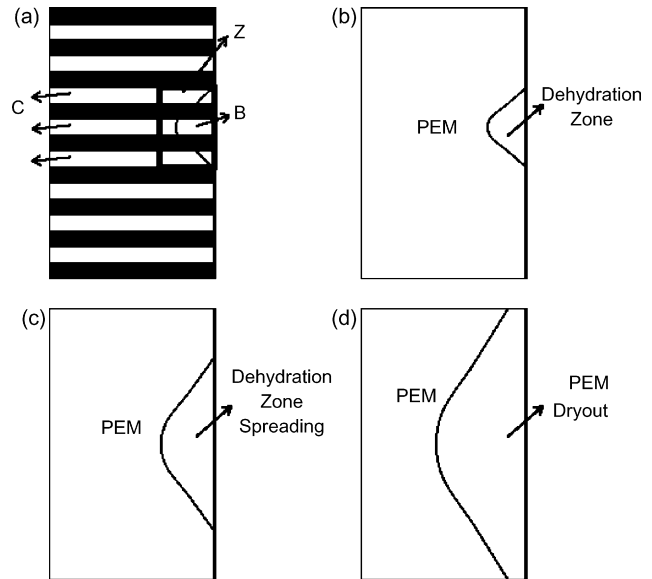 (a)
Z
C
B
(b)
PEM
Dehydration
Zone
(c)
PEM
Dehydration
Zone
Spreading
(d)
PEM
PEM
Dryout